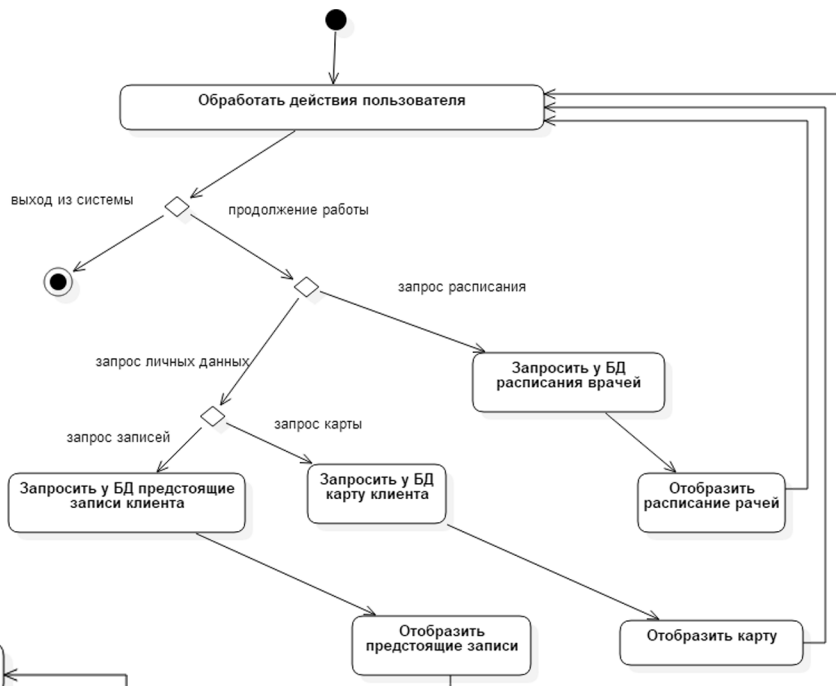 Обработать действия пользователя
выход из системы
продолжение работы
запрос расписания
Запросить у БД
расписания врачей
запрос личных данных
запрос карты
запрос записей
Запросить у БД предстоящие
записи клиента
Запросить у БД
карту клиента
Отобразить
расписание рачей
Отобразить
предстоящие записи
Отобразить карту